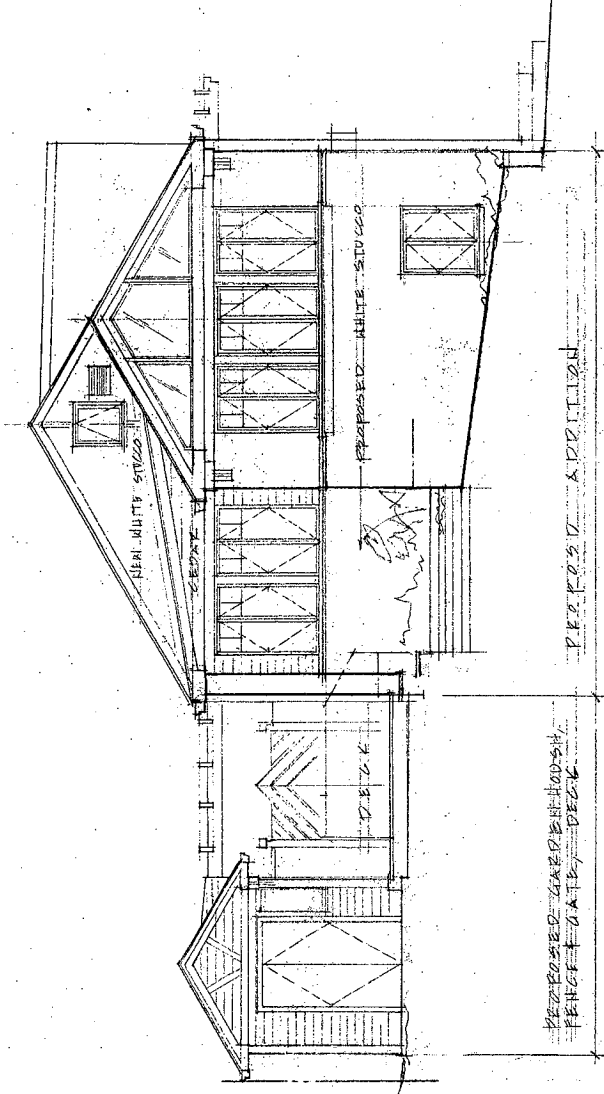 NEW WHITE STUCCO
CEDAR
PROPOSED WHITE STUCCO
DECK
PROPOSED GARDEN HOUSE,
FENCE & GATE, DECK
PROPOSED ADDITION